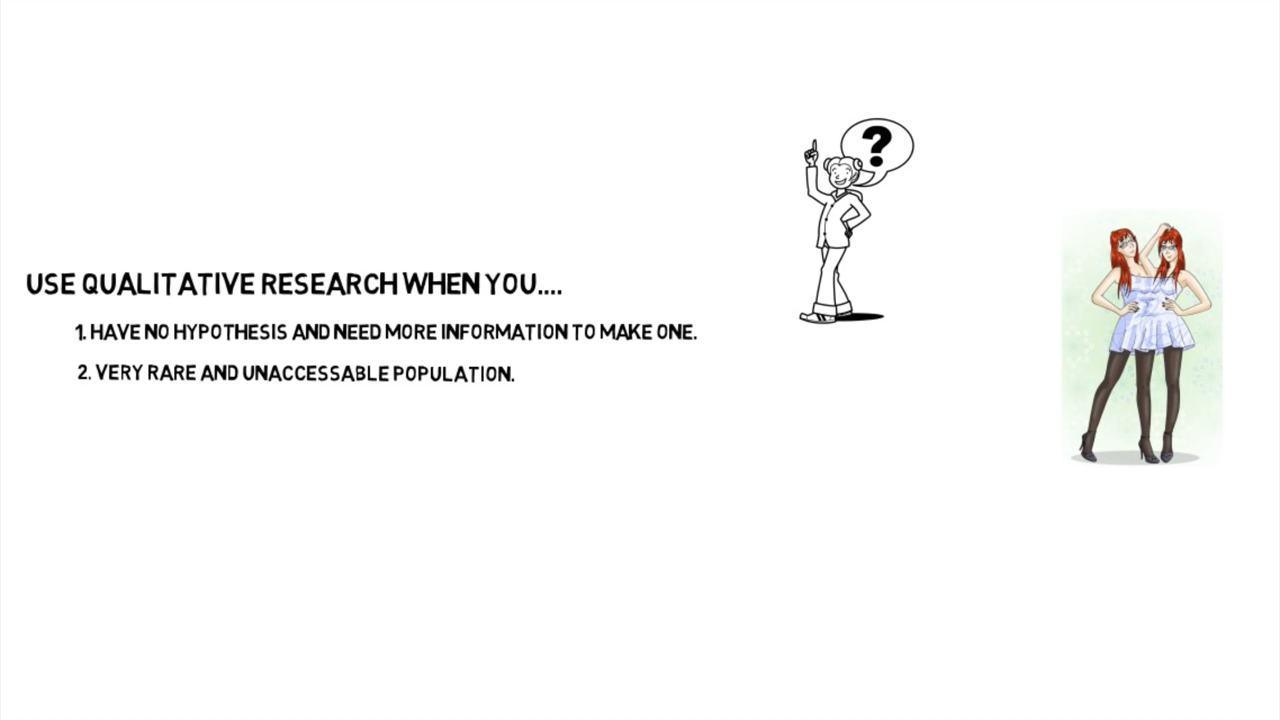 USE QUALITATIVE RESEARCH WHEN YOU....
1. HAVE NO HYPOTHESIS AND NEED MORE INFORMATION TO MAKE ONE.
2. VERY RARE AND UNACCESSABLE POPULATION.
?